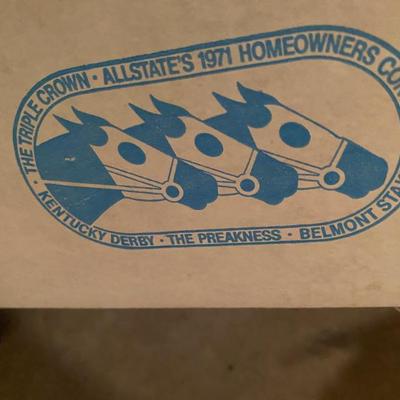 · THE TRIPLE CROWN · ALLSTATE'S 1971 HOMEOWNERS
KENTUCKY DERBY · THE PREAKNESS · BELMONT